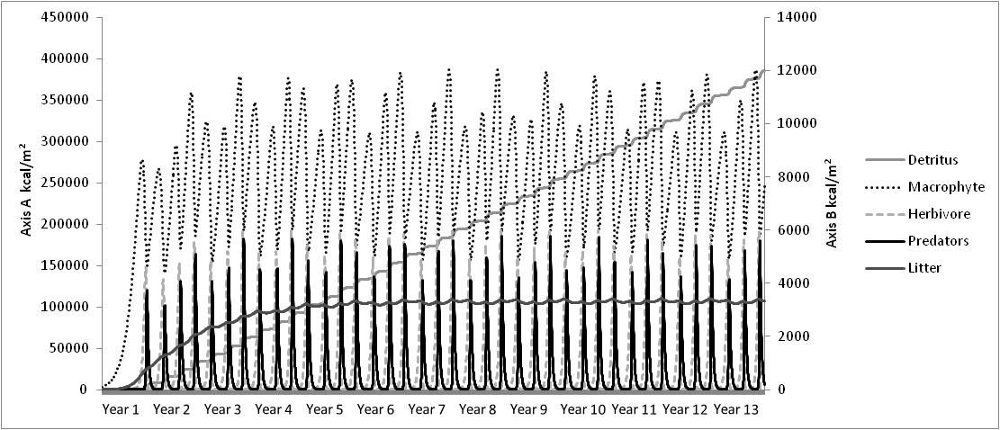 450000
400000
350000
300000
250000
200000
150000
100000
50000
0
Axis A kcal/m²
14000
12000
10000
8000
6000
4000
2000
0
Axis B kcal/m²
Year 1 Year 2 Year 3 Year 4 Year 5 Year 6 Year 7 Year 8 Year 9 Year 10 Year 11 Year 12 Year 13
Detritus
Macrophyte
Herbivore
Predators
Litter